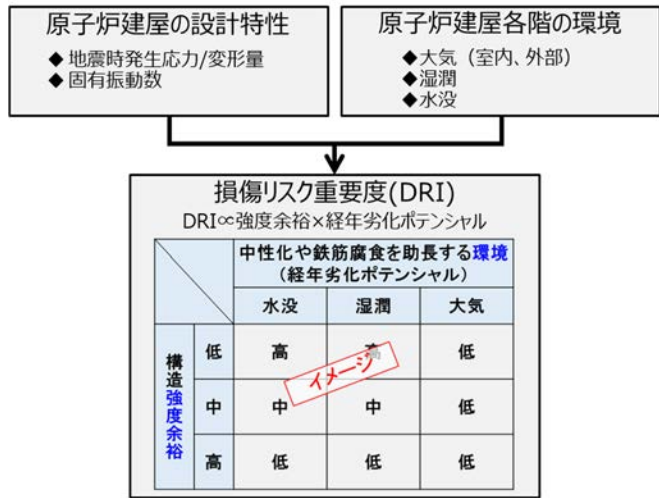 原子炉建屋の設計特性
◆ 地震時発生応力/変形量
◆ 固有振動数
原子炉建屋各階の環境
◆大気（室内、外部）
◆湿潤
◆水没
損傷リスク重要度(DRI)
DRI∝強度余裕×経年劣化ポテンシャル
中性化や鉄筋腐食を助長する環境
（経年劣化ポテンシャル）
水没 湿潤 大気
構造強度余裕
低 高 高 低
イメージ
中 中 中 低
高 低 低 低